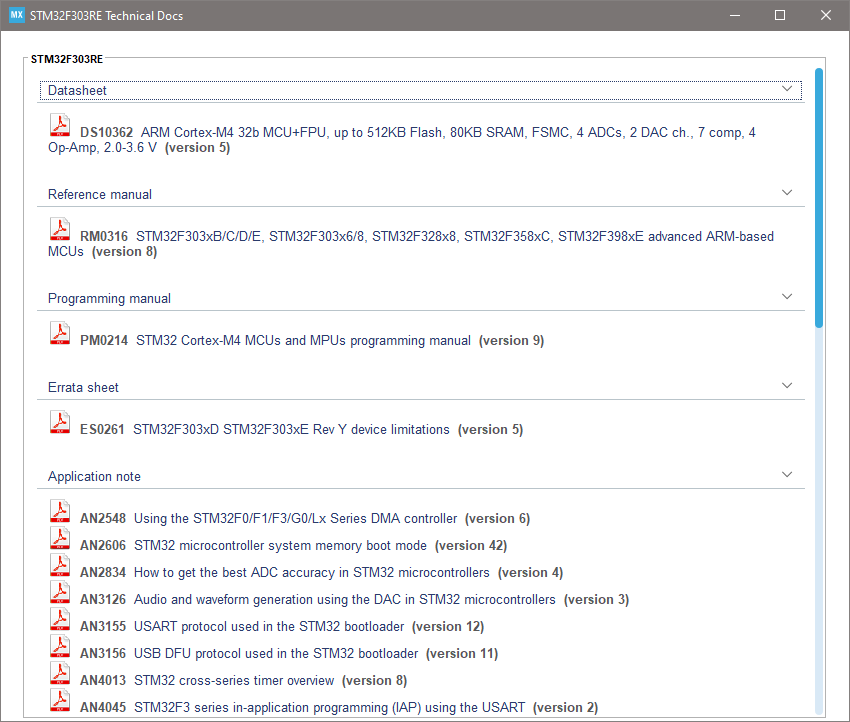 MX STM32F303RE Technical Docs
STM32F303RE
Datasheet
DS10362 ARM Cortex-M4 32b MCU+FPU, up to 512KB Flash, 80KB SRAM, FSMC, 4 ADCs, 2 DAC ch., 7 comp, 4
Op-Amp, 2.0-3.6 V (version 5)
Reference manual
RM0316 STM32F303xB/C/D/E, STM32F303x6/8, STM32F328x8, STM32F358xC, STM32F398xE advanced ARM-based
MCUs (version 8)
Programming manual
PM0214 STM32 Cortex-M4 MCUs and MPUs programming manual (version 9)
Errata sheet
ES0261 STM32F303xD STM32F303xE Rev Y device limitations (version 5)
Application note
AN2548 Using the STM32F0/F1/F3/G0/Lx Series DMA controller (version 6)
AN2606 STM32 microcontroller system memory boot mode (version 42)
AN2834 How to get the best ADC accuracy in STM32 microcontrollers (version 4)
AN3126 Audio and waveform generation using the DAC in STM32 microcontrollers (version 3)
AN3155 USART protocol used in the STM32 bootloader (version 12)
AN3156 USB DFU protocol used in the STM32 bootloader (version 11)
AN4013 STM32 cross-series timer overview (version 8)
AN4045 STM32F3 series in-application programming (IAP) using the USART (version 2)